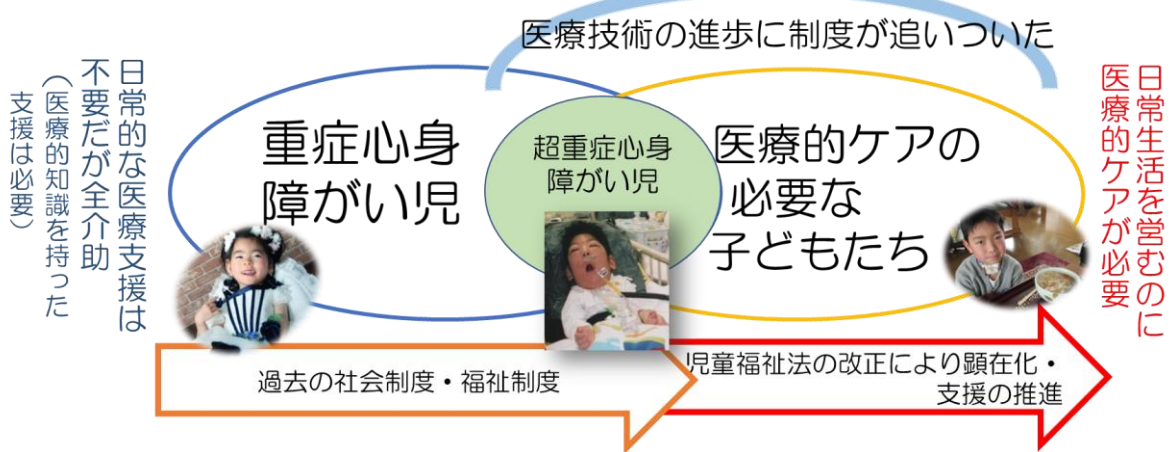 医療技術の進歩に制度が追いついた
日常的な医療支援は
不要だが全介助
(医療的知識を持った
支援は必要)
重症心身
障がい児
超重症心身
障がい児
医療的ケアの
必要な
子どもたち
日常生活を営むのに
医療的ケアが必要
過去の社会制度・福祉制度
児童福祉法の改正により顕在化・
支援の推進